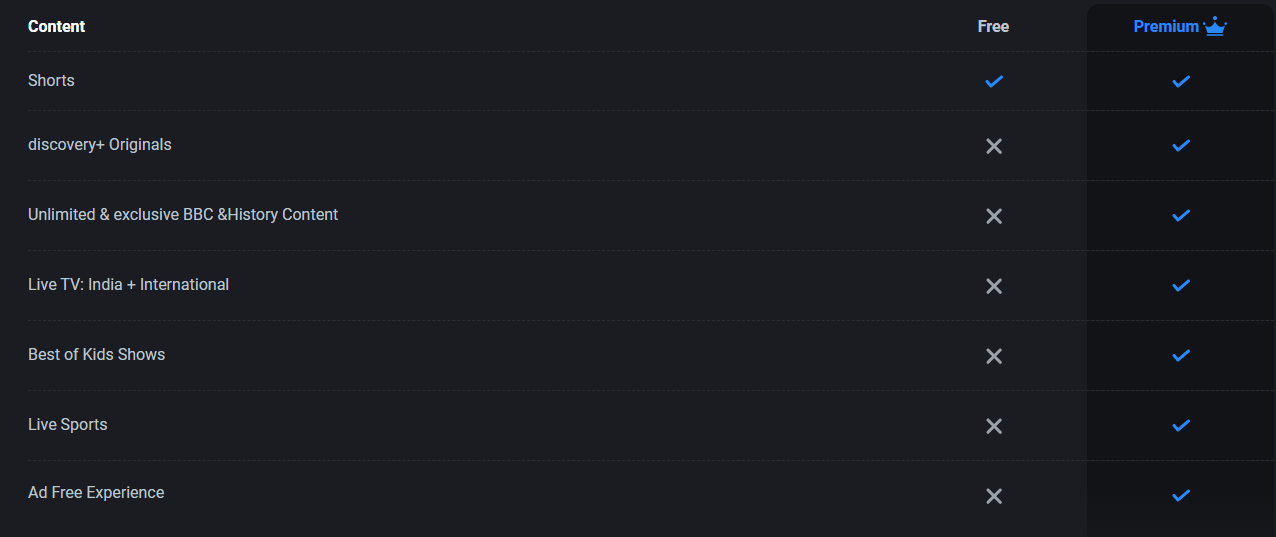 Content Free Premium
Shorts
discovery+ Originals
Unlimited & exclusive BBC &History Content
Live TV: India + International
Best of Kids Shows
Live Sports
Ad Free Experience